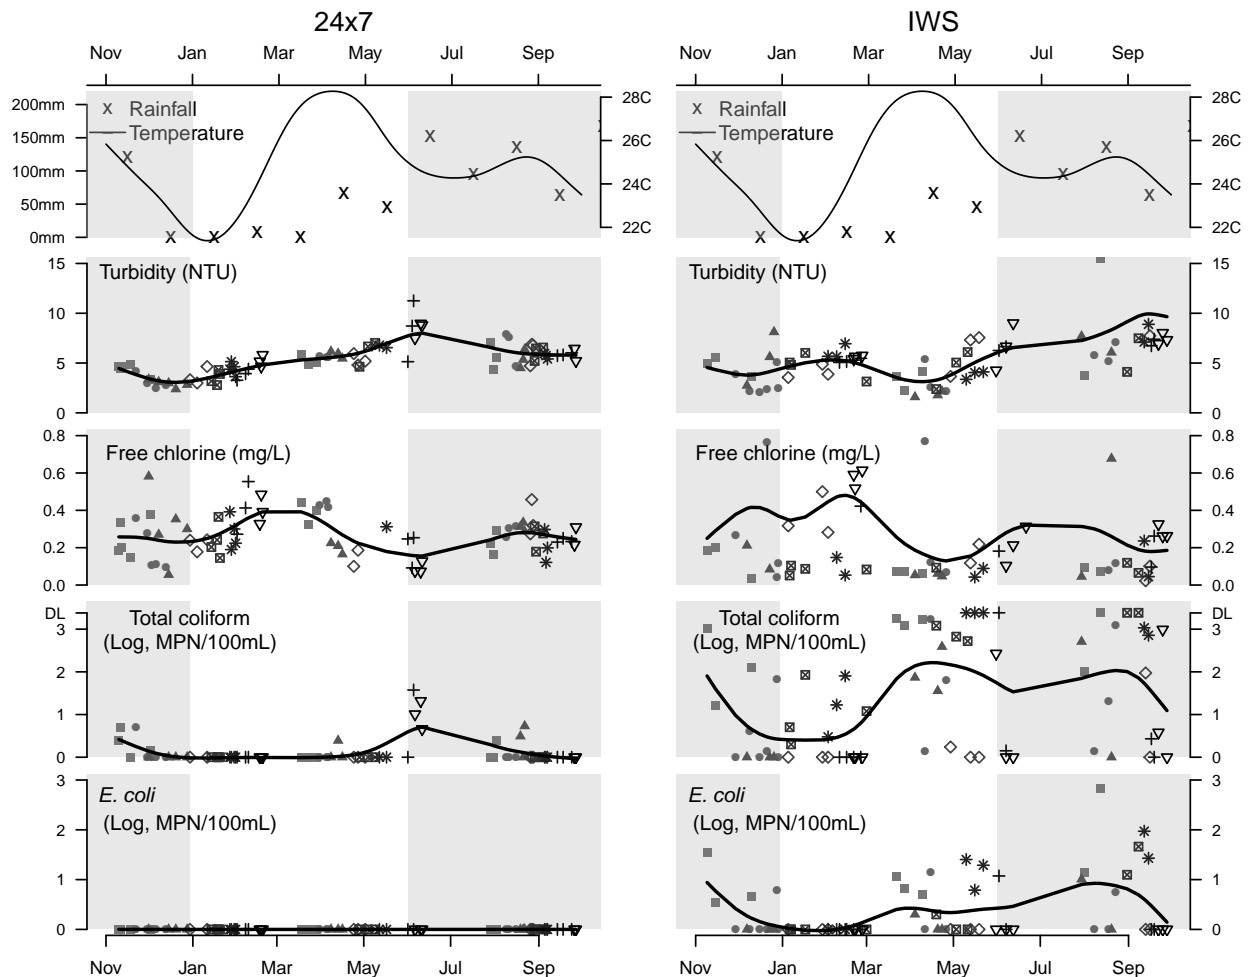 24x7
IWS
Nov Jan Mar May Jul Sep
Nov Jan Mar May Jul Sep
200mm
150mm
100mm
50mm
0mm
Rainfall
Temperature
28C
26C
24C
22C
Rainfall
Temperature
28C
26C
24C
22C
15
10
5
0
Turbidity (NTU)
Turbidity (NTU)
15
10
5
0
0.8
0.6
0.4
0.2
0.0
Free chlorine (mg/L)
Free chlorine (mg/L)
0.8
0.6
0.4
0.2
0.0
DL
3
2
1
0
Total coliform
(Log, MPN/100mL)
Total coliform
(Log, MPN/100mL)
DL
3
2
1
0
3
2
1
0
E. coli
(Log, MPN/100mL)
E. coli
(Log, MPN/100mL)
3
2
1
0
Nov Jan Mar May Jul Sep
Nov Jan Mar May Jul Sep